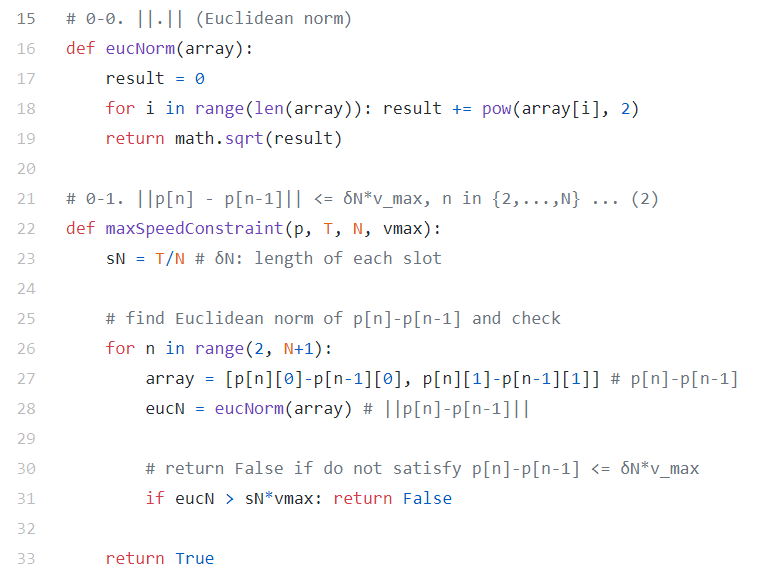 15 # 0-0. ||.|| (Euclidean norm)
16 def eucNorm(array):
17     result = 0
18     for i in range(len(array)): result += pow(array[i], 2)
19     return math.sqrt(result)
20
21 # 0-1. ||p[n] - p[n-1]|| <= δN*v_max, n in {2,...,N} ... (2)
22 def maxSpeedConstraint(p, T, N, vmax):
23     sN = T/N # δN: length of each slot
24
25     # find Euclidean norm of p[n]-p[n-1] and check
26     for n in range(2, N+1):
27         array = [p[n][0]-p[n-1][0], p[n][1]-p[n-1][1]] # p[n]-p[n-1]
28         eucN = eucNorm(array) # ||p[n]-p[n-1]||
29
30         # return False if do not satisfy p[n]-p[n-1] <= δN*v_max
31         if eucN > sN*vmax: return False
32
33     return True